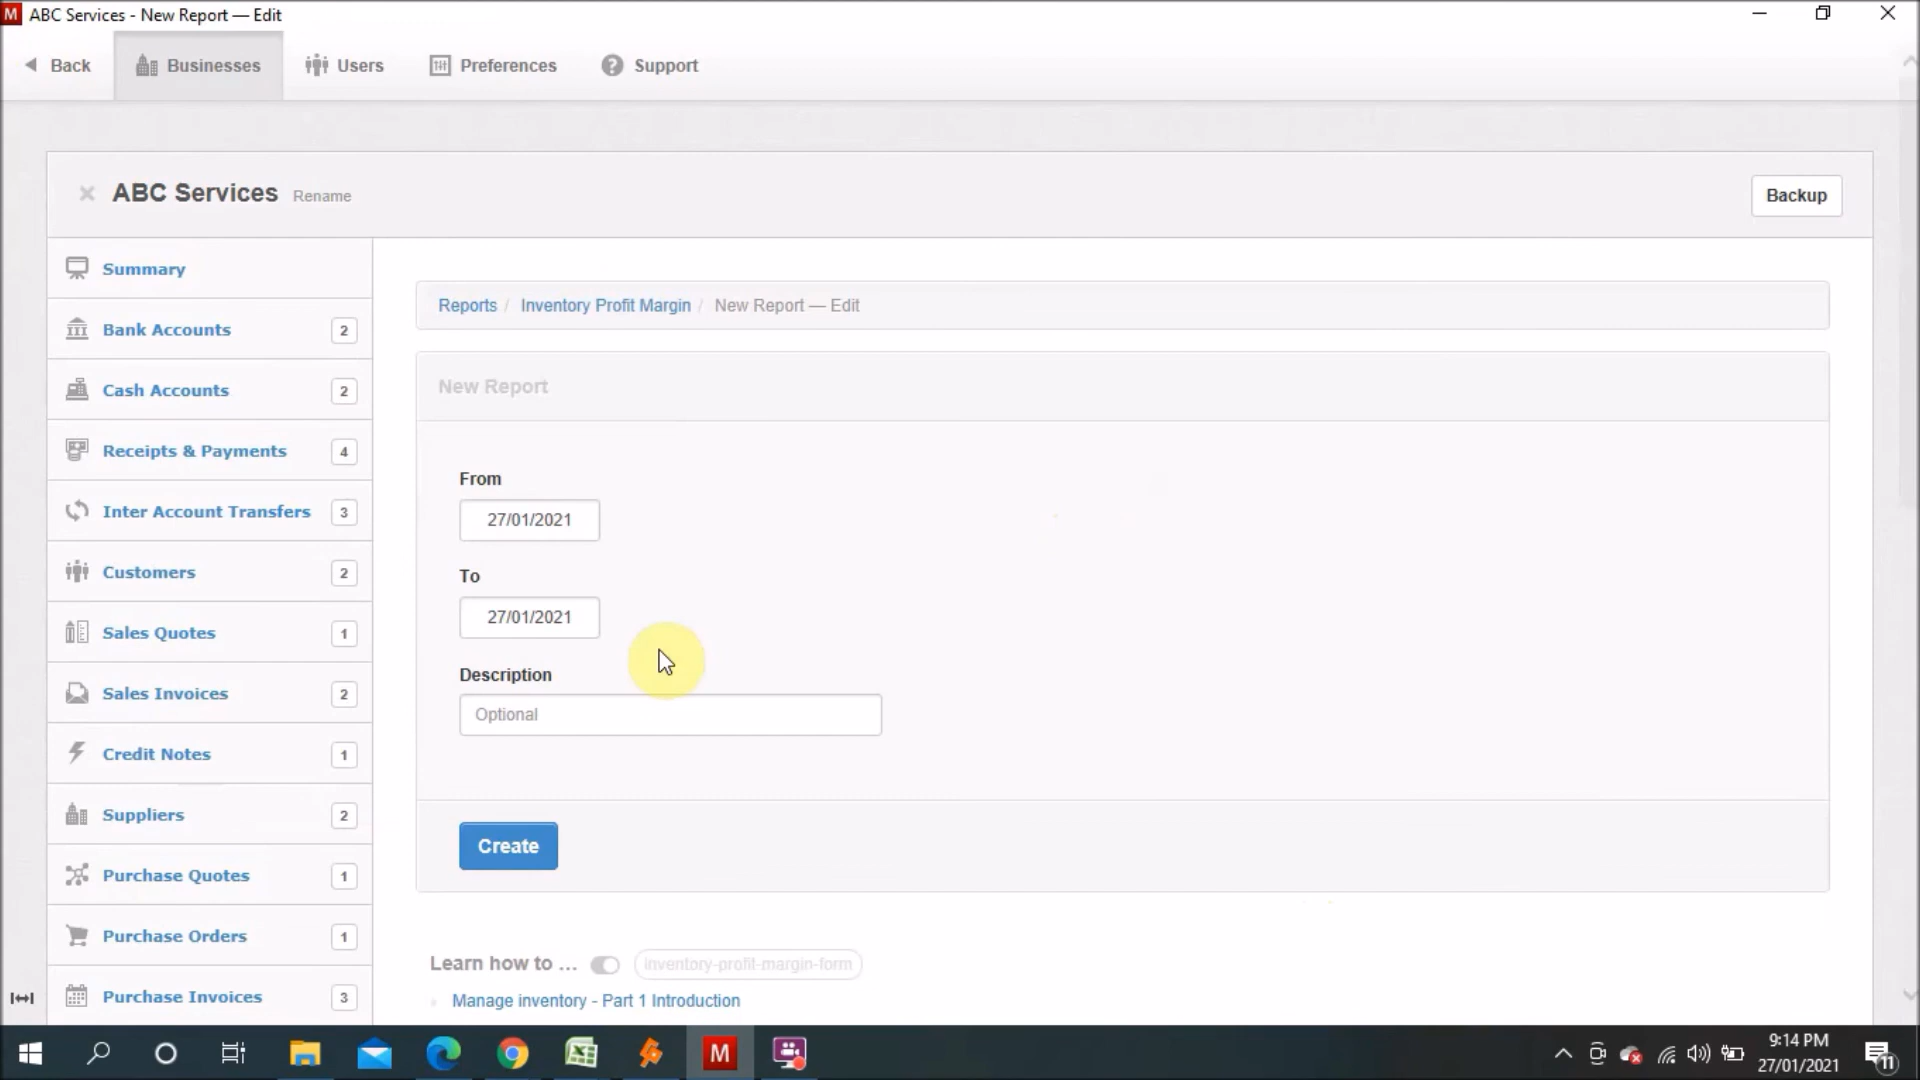 M ABC Services - New Report — Edit
Back
Businesses
Users
Preferences
? Support
× ABC Services Rename
Backup
Summary
Bank Accounts 2
Cash Accounts 2
Receipts & Payments 4
Inter Account Transfers 3
Customers 2
Sales Quotes 1
Sales Invoices 2
Credit Notes 1
Suppliers 2
Purchase Quotes 1
Purchase Orders 1
Purchase Invoices 3
Reports / Inventory Profit Margin / New Report — Edit
New Report
From
27/01/2021
To
27/01/2021
Description
Optional
Create
Learn how to ... inventory-profit-margin-form
Manage inventory - Part 1 Introduction
M
9:14 PM
27/01/2021
11